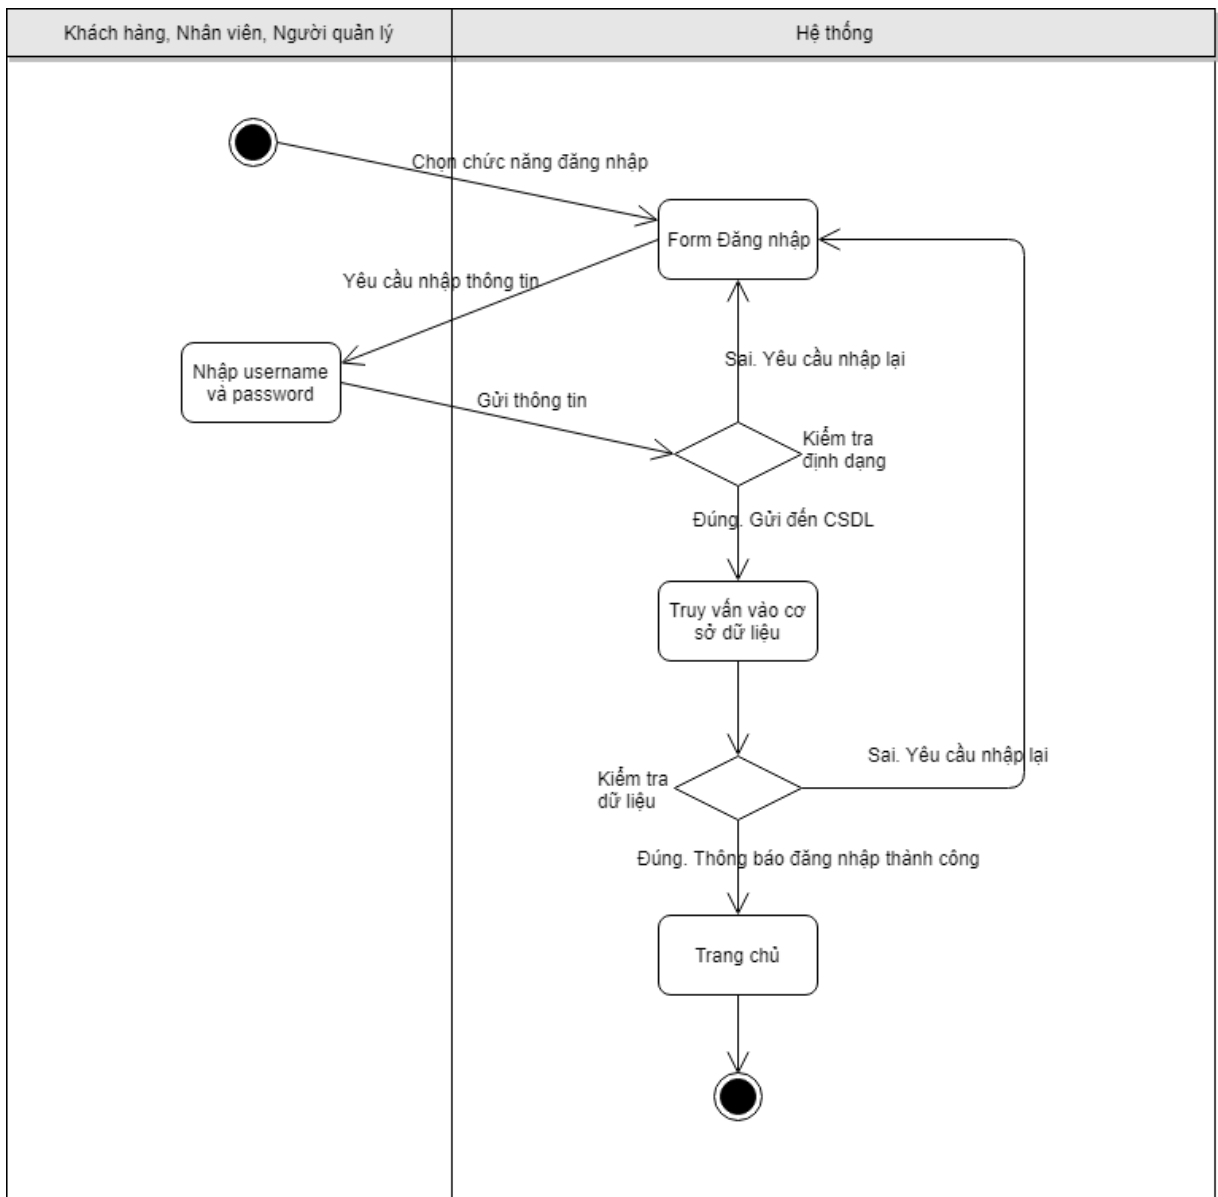 Khách hàng, Nhân viên, Người quản lý
Hệ thống
Chọn chức năng đăng nhập
Form Đăng nhập
Yêu cầu nhập thông tin
Nhập username
và password
Sai. Yêu cầu nhập lại
Gửi thông tin
Kiểm tra
định dạng
Đúng. Gửi đến CSDL
Truy vấn vào cơ
sở dữ liệu
Sai. Yêu cầu nhập lại
Kiểm tra
dữ liệu
Đúng. Thông báo đăng nhập thành công
Trang chủ